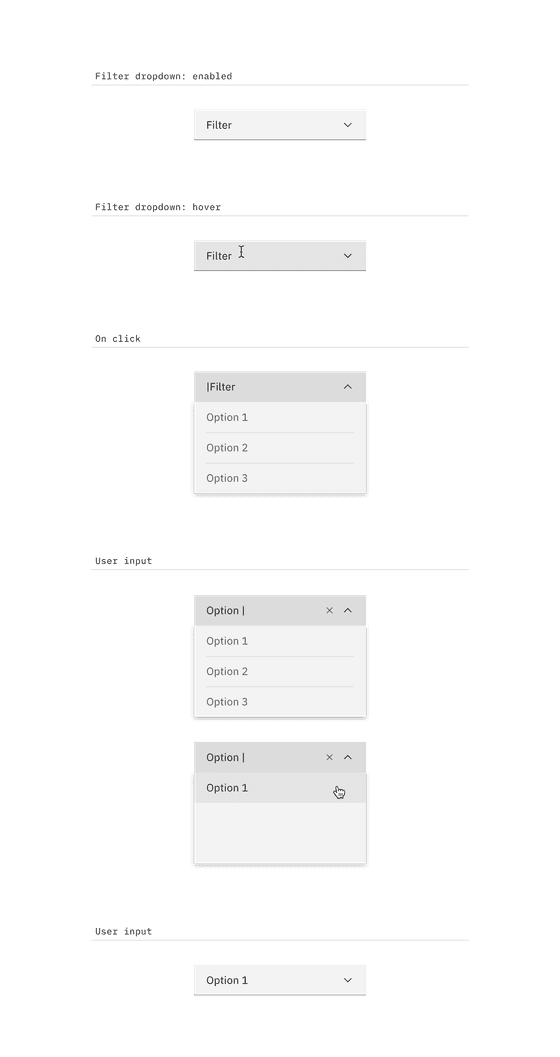 Filter dropdown: enabled
Filter
Filter dropdown: hover
Filter
On click
|Filter
Option 1
Option 2
Option 3
User input
Option |
Option 1
Option 2
Option 3
Option |
Option 1
User input
Option 1